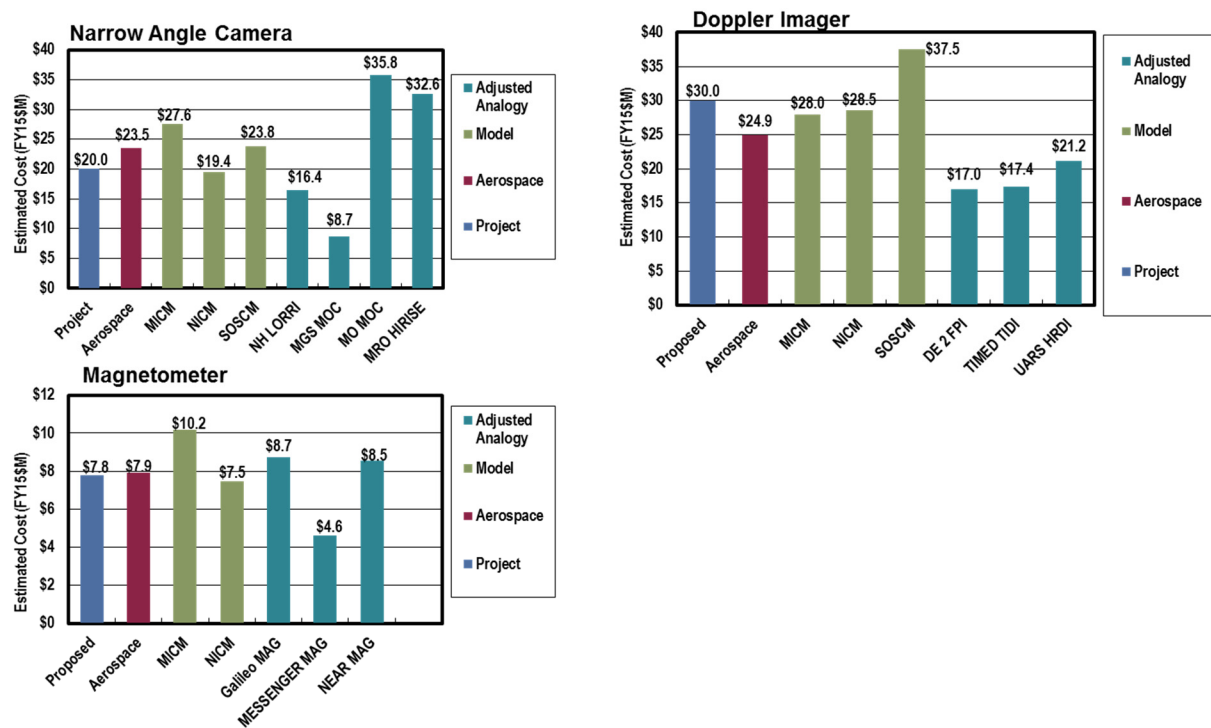 Narrow Angle Camera
Estimated Cost (FY15$M)
$40
$35
$30
$25
$20
$15
$10
$5
$0
$20.0
$23.5
$27.6
$19.4
$23.8
$16.4
$8.7
$35.8
$32.6
Project
Aerospace
MICM
NICM
SOSCM
NH LORRI
MGS MOC
MO MOC
MRO HIRISE
Adjusted
Analogy
Model
Aerospace
Project
Doppler Imager
Estimated Cost (FY15$M)
$40
$35
$30
$25
$20
$15
$10
$5
$0
$30.0
$24.9
$28.0
$28.5
$37.5
$17.0
$17.4
$21.2
Proposed
Aerospace
MICM
NICM
SOSCM
DE 2 FPI
TIMED TIDI
UARS HRDI
Adjusted
Analogy
Model
Aerospace
Project
Magnetometer
Estimated Cost (FY15$M)
$12
$10
$8
$6
$4
$2
$0
$7.8
$7.9
$10.2
$7.5
$8.7
$4.6
$8.5
Proposed
Aerospace
MICM
NICM
Galileo MAG
MESSENGER MAG
NEAR MAG
Adjusted
Analogy
Model
Aerospace
Project